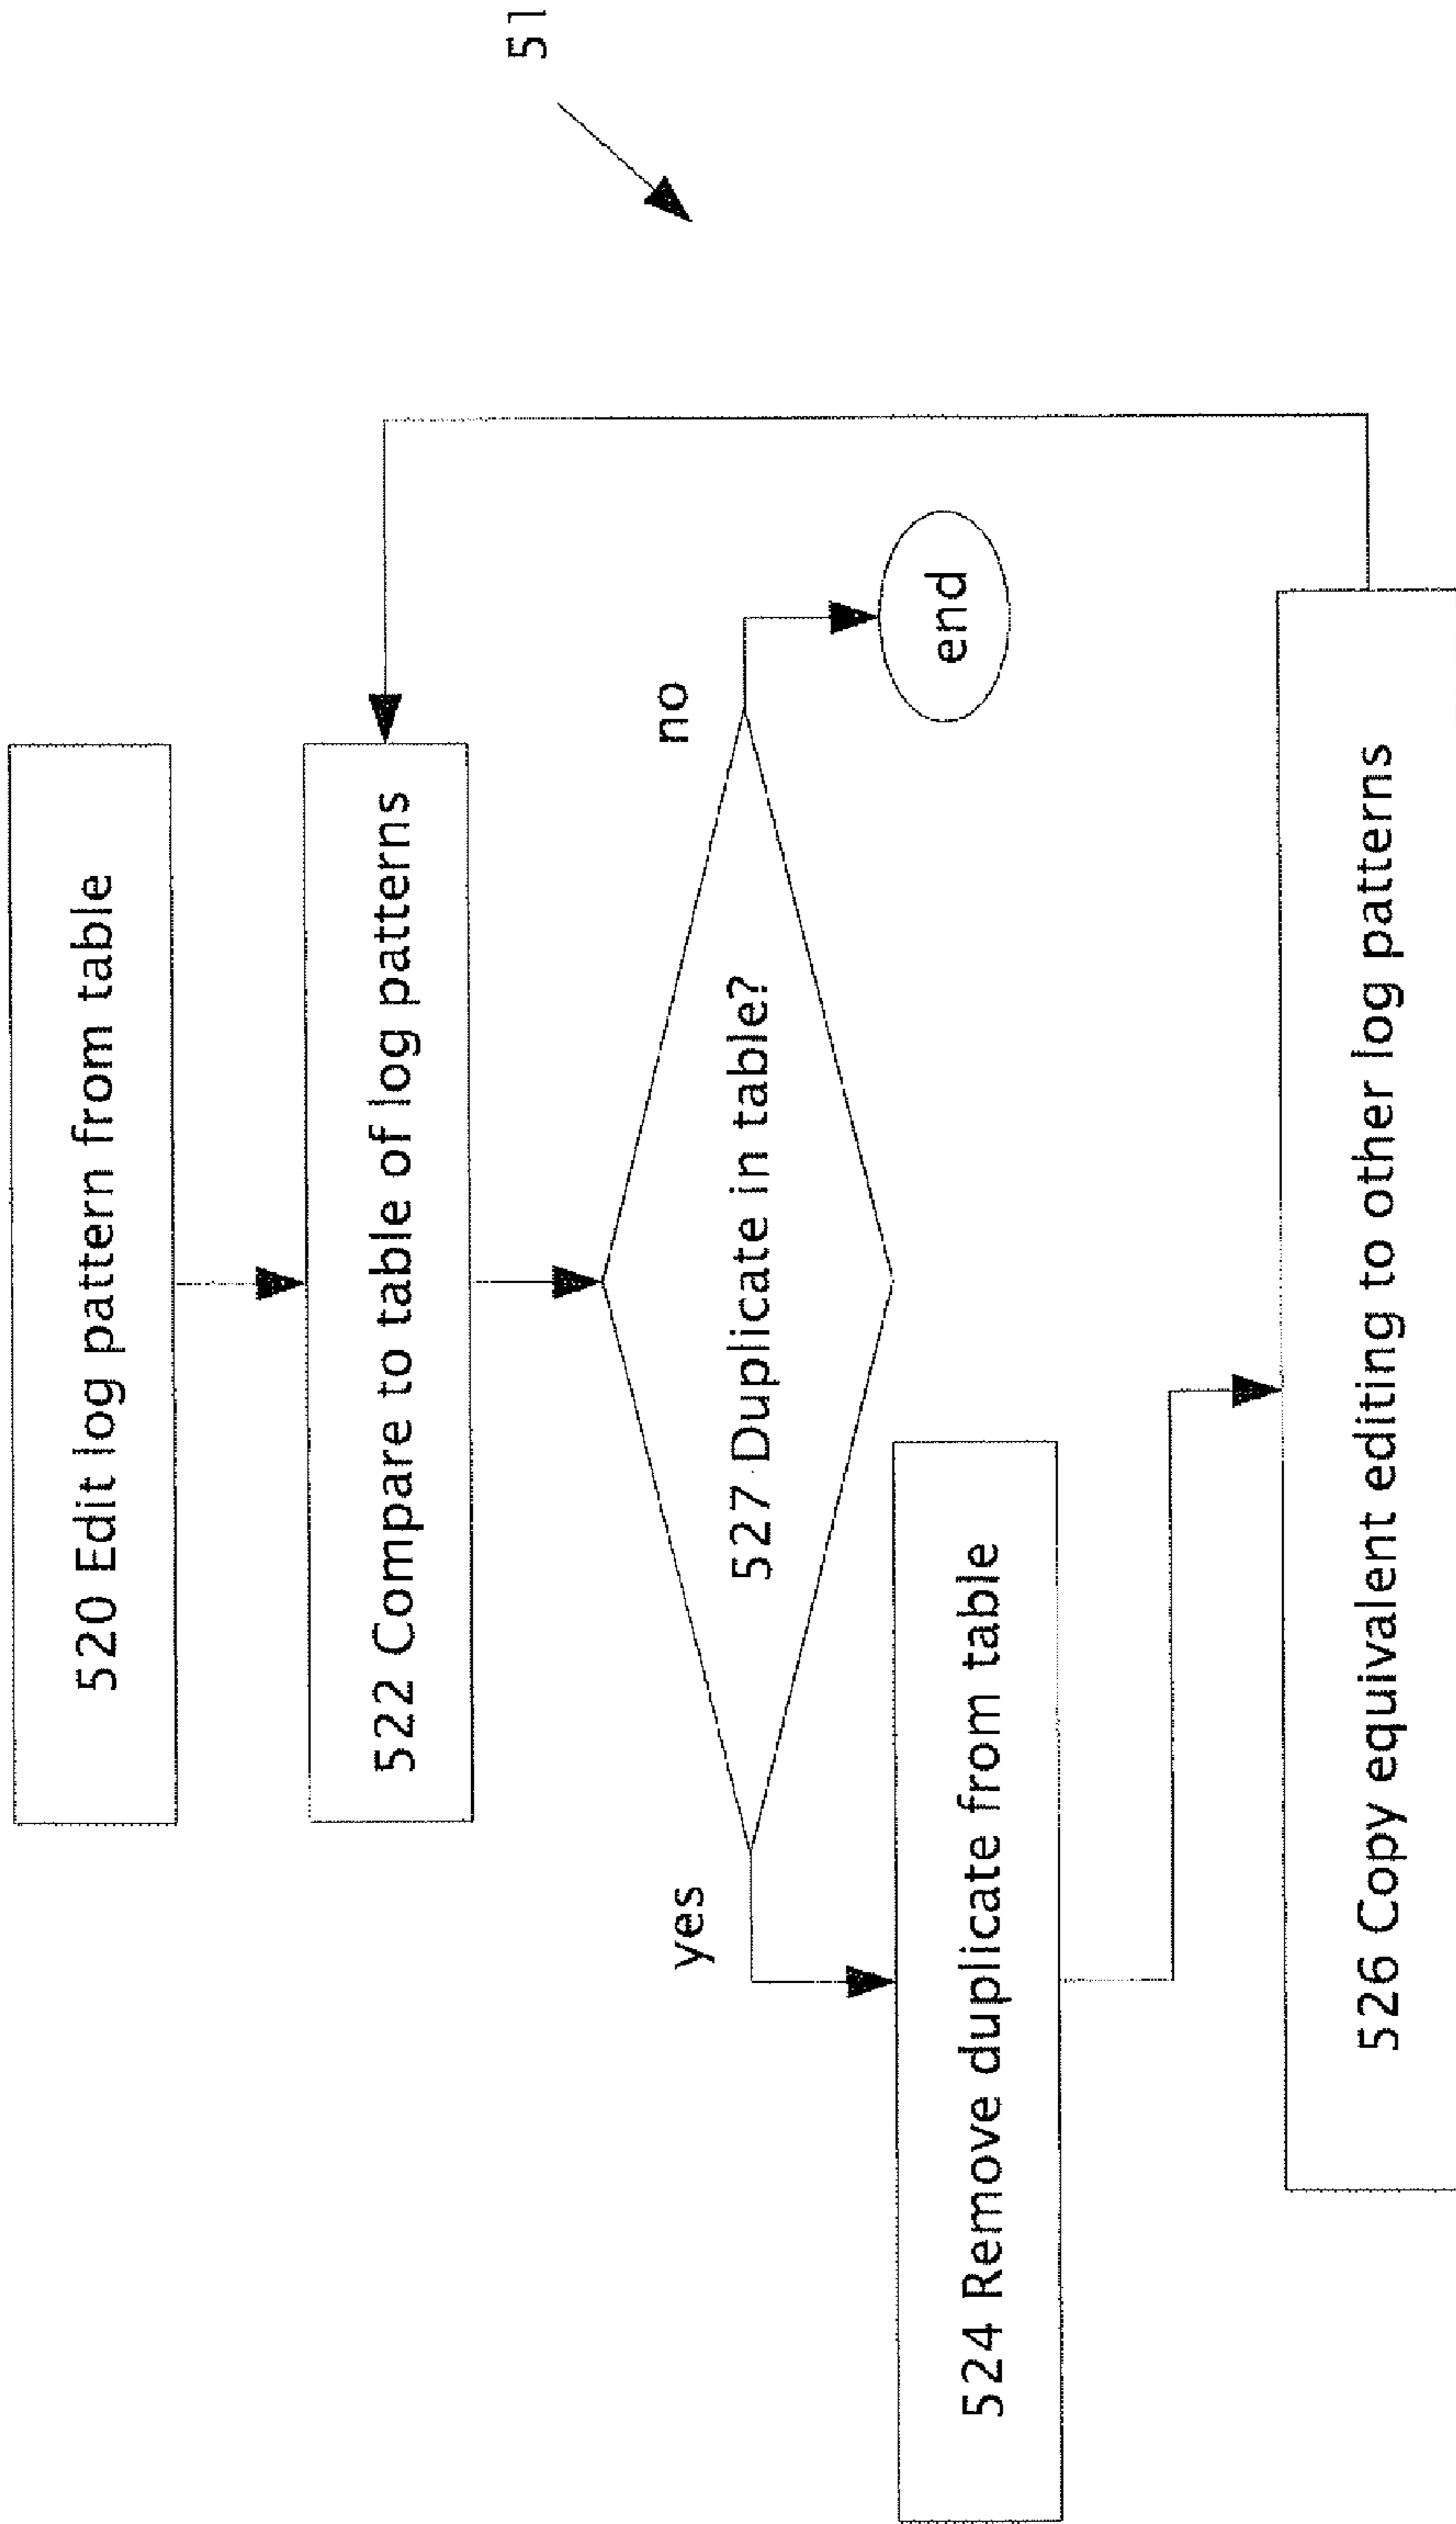 520 Edit log pattern from table
522 Compare to table of log patterns
527 Duplicate in table?
yes
no
524 Remove duplicate from table
end
526 Copy equivalent editing to other log patterns
51